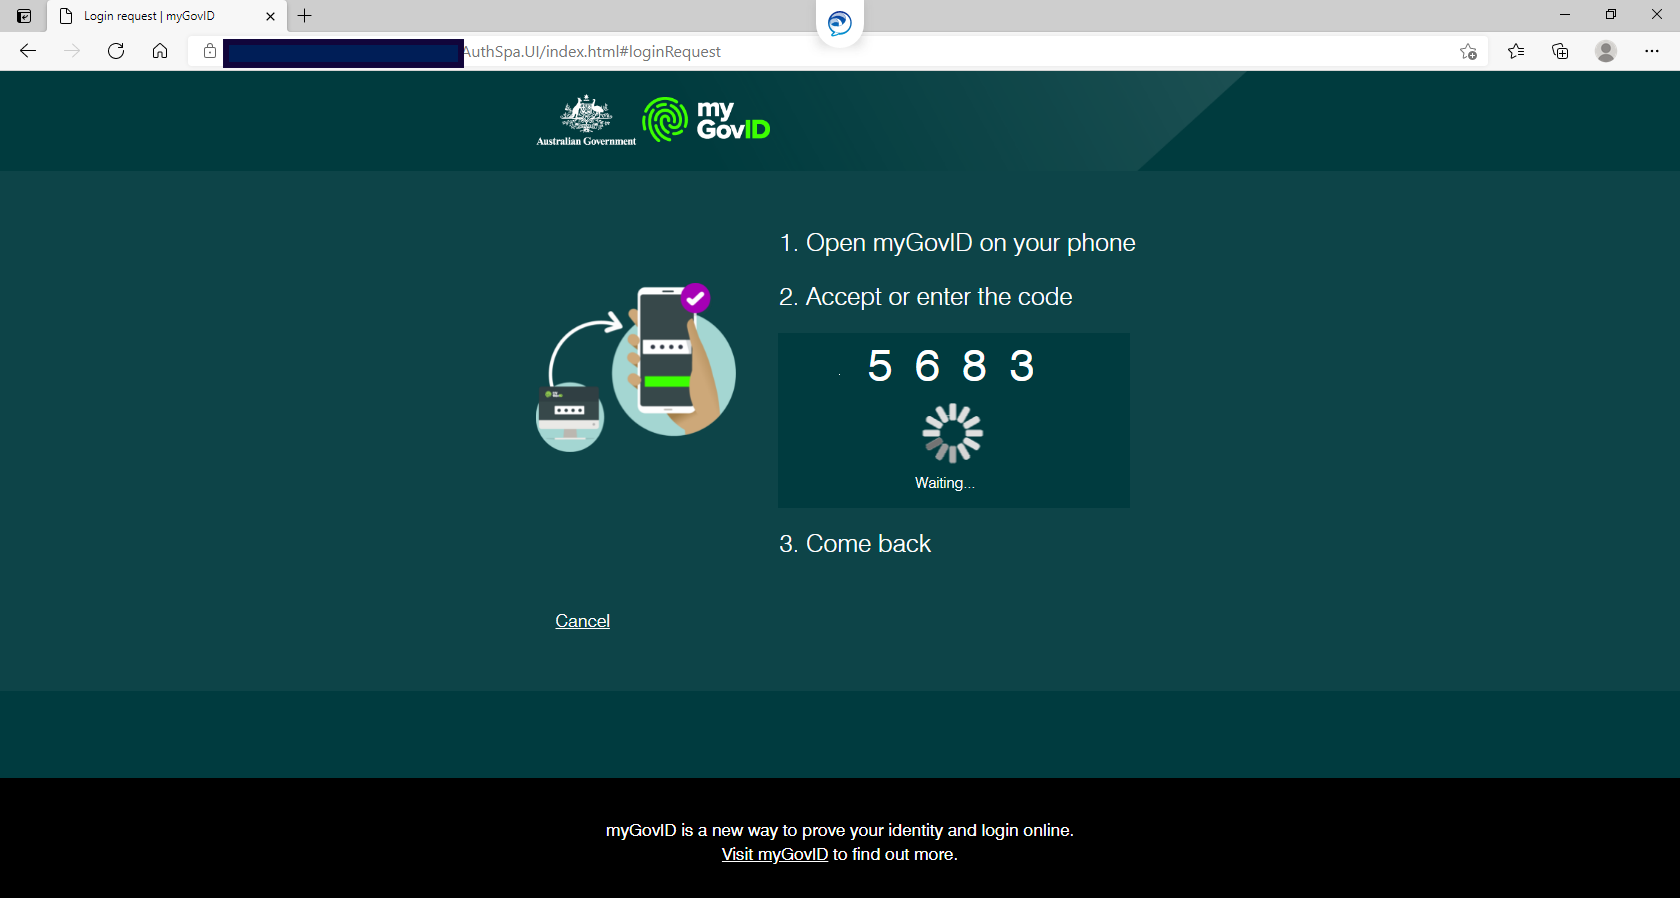 Login request | myGovID
AuthSpa.UI/index.html#loginRequest
Australian Government
my
GovID
1. Open myGovID on your phone
2. Accept or enter the code
5 6 8 3
Waiting...
3. Come back
Cancel
myGovID is a new way to prove your identity and login online.
Visit myGovID to find out more.